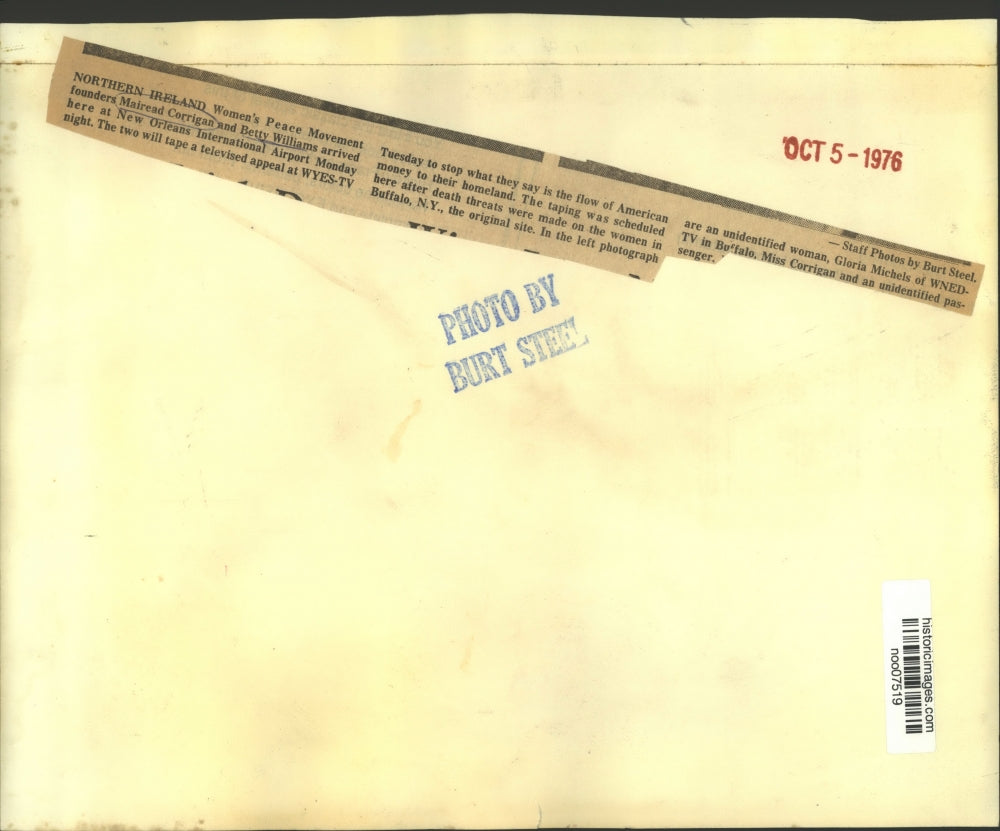 NORTHERN IRELAND Women's Peace Movement
founders Mairead Corrigan and Betty Williams arrived
here at New Orleans International Airport Monday
night. The two will tape a televised appeal at WYES-TV
Tuesday to stop what they say is the flow of American
money to their homeland. The taping was scheduled
here after death threats were made on the women in
Buffalo, N.Y., the original site. In the left photograph
are an unidentified woman, Gloria Michels of WNED-
TV in Buffalo, Miss Corrigan and an unidentified pas-
senger.
— Staff Photos by Burt Steel.
OCT 5 - 1976
PHOTO BY
BURT STEEL
historicimages.com
noo07519